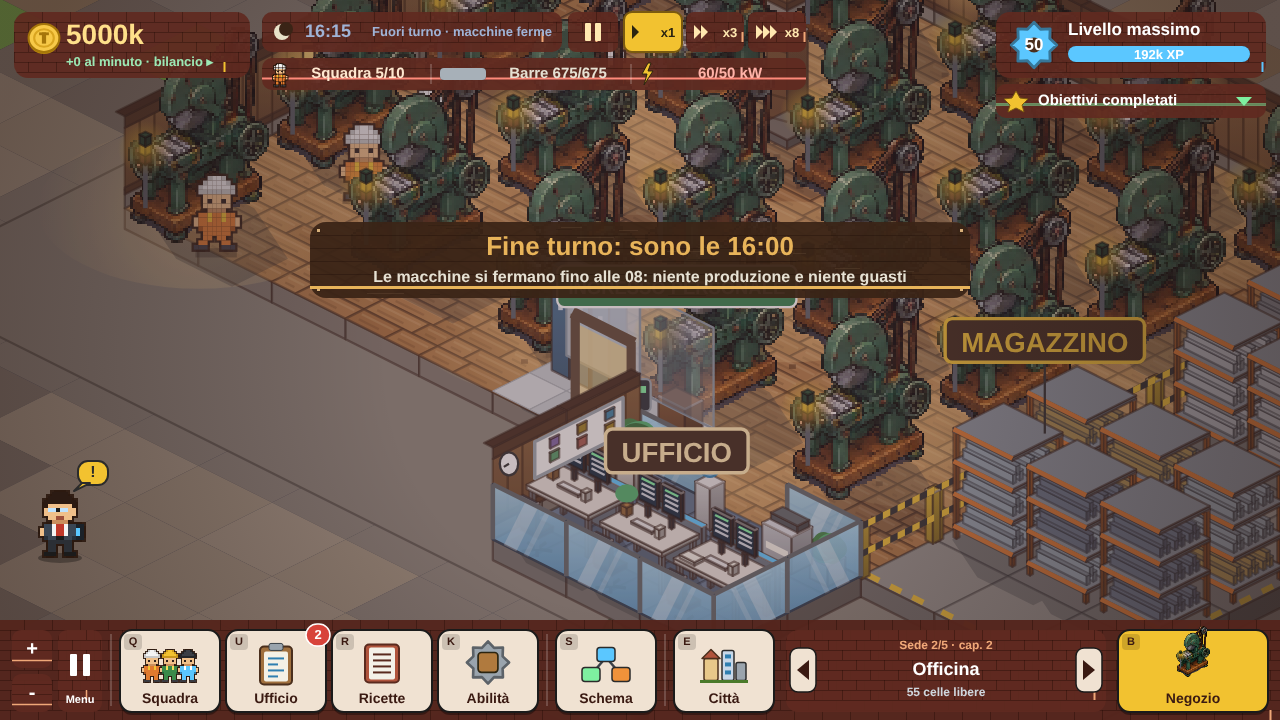 5000k
+0 al minuto · bilancio ▸
16:15
Fuori turno · macchine ferme
x1
x3
x8
Squadra 5/10
Barre 675/675
60/50 kW
50
Livello massimo
192k XP
Obiettivi completati
Fine turno: sono le 16:00
Le macchine si fermano fino alle 08: niente produzione e niente guasti
MAGAZZINO
UFFICIO
!
+
-
Menu
Q
Squadra
U
2
Ufficio
R
Ricette
K
Abilità
S
Schema
E
Città
Sede 2/5 · cap. 2
Officina
55 celle libere
B
Negozio